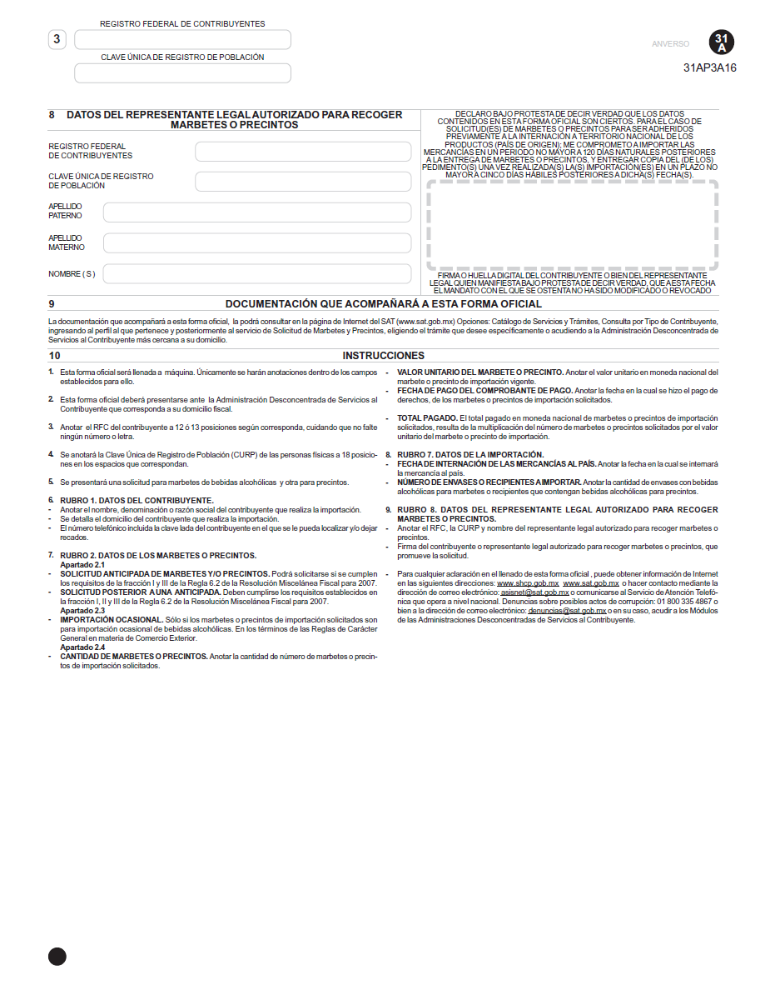 REGISTRO FEDERAL DE CONTRIBUYENTES
3
CLAVE ÚNICA DE REGISTRO DE POBLACIÓN
ANVERSO
31
A
31AP3A16
8 DATOS DEL REPRESENTANTE LEGAL AUTORIZADO PARA RECOGER
MARBETES O PRECINTOS
REGISTRO FEDERAL
DE CONTRIBUYENTES
CLAVE ÚNICA DE REGISTRO
DE POBLACIÓN
APELLIDO
PATERNO
APELLIDO
MATERNO
NOMBRE ( S )
DECLARO BAJO PROTESTA DE DECIR VERDAD QUE LOS DATOS
CONTENIDOS EN ESTA FORMA OFICIAL SON CIERTOS. PARA EL CASO DE
SOLICITUD(ES) DE MARBETES O PRECINTOS PARA SER ADHERIDOS
PREVIAMENTE A LA INTERNACIÓN A TERRITORIO NACIONAL DE LOS
PRODUCTOS (PAÍS DE ORIGEN); ME COMPROMETO A IMPORTAR LAS
MERCANCÍAS EN UN PERIODO NO MAYOR A 120 DÍAS NATURALES POSTERIORES
A LA ENTREGA DE MARBETES O PRECINTOS, Y ENTREGAR COPIA DEL (DE LOS)
PEDIMENTO(S) UNA VEZ REALIZADA(S) LA(S) IMPORTACIÓN(ES) EN UN PLAZO NO
MAYOR A CINCO DÍAS HÁBILES POSTERIORES A DICHA(S) FECHA(S).
FIRMA O HUELLA DIGITAL DEL CONTRIBUYENTE O BIEN DEL REPRESENTANTE
LEGAL QUIEN MANIFIESTA BAJO PROTESTA DE DECIR VERDAD, QUE A ESTA FECHA
EL MANDATO CON EL QUE SE OSTENTA NO HA SIDO MODIFICADO O REVOCADO
9 DOCUMENTACIÓN QUE ACOMPAÑARÁ A ESTA FORMA OFICIAL
La documentación que acompañará a esta forma oficial, la podrá consultar en la página de Internet del SAT (www.sat.gob.mx) Opciones: Catálogo de Servicios y Trámites, Consulta por Tipo de Contribuyente,
ingresando al perfil al que pertenece y posteriormente al servicio de Solicitud de Marbetes y Precintos, eligiendo el trámite que desee específicamente o acudiendo a la Administración Desconcentrada de
Servicios al Contribuyente más cercana a su domicilio.
10 INSTRUCCIONES
1. Esta forma oficial será llenada a máquina. Únicamente se harán anotaciones dentro de los campos
establecidos para ello.
2. Esta forma oficial deberá presentarse ante la Administración Desconcentrada de Servicios al
Contribuyente que corresponda a su domicilio fiscal.
3. Anotar el RFC del contribuyente a 12 ó 13 posiciones según corresponda, cuidando que no falte
ningún número o letra.
4. Se anotará la Clave Única de Registro de Población (CURP) de las personas físicas a 18 posicio-
nes en los espacios que correspondan.
5. Se presentará una solicitud para marbetes de bebidas alcohólicas y otra para precintos.
6. RUBRO 1. DATOS DEL CONTRIBUYENTE.
- Anotar el nombre, denominación o razón social del contribuyente que realiza la importación.
- Se detalla el domicilio del contribuyente que realiza la importación.
- El número telefónico incluida la clave lada del contribuyente en el que se le pueda localizar y/o dejar
recados.
7. RUBRO 2. DATOS DE LOS MARBETES O PRECINTOS.
Apartado 2.1
- SOLICITUD ANTICIPADA DE MARBETES Y/O PRECINTOS. Podrá solicitarse si se cumplen
los requisitos de la fracción I y III de la Regla 6.2 de la Resolución Miscelánea Fiscal para 2007.
- SOLICITUD POSTERIOR A UNA ANTICIPADA. Deben cumplirse los requisitos establecidos en
la fracción I, II y III de la Regla 6.2 de la Resolución Miscelánea Fiscal para 2007.
Apartado 2.3
- IMPORTACIÓN OCASIONAL. Sólo si los marbetes o precintos de importación solicitados son
para importación ocasional de bebidas alcohólicas. En los términos de las Reglas de Carácter
General en materia de Comercio Exterior.
Apartado 2.4
- CANTIDAD DE MARBETES O PRECINTOS. Anotar la cantidad de número de marbetes o precin-
tos de importación solicitados.
- VALOR UNITARIO DEL MARBETE O PRECINTO. Anotar el valor unitario en moneda nacional del
marbete o precinto de importación vigente.
- FECHA DE PAGO DEL COMPROBANTE DE PAGO. Anotar la fecha en la cual se hizo el pago de
derechos, de los marbetes o precintos de importación solicitados.
- TOTAL PAGADO. El total pagado en moneda nacional de marbetes o precintos de importación
solicitados, resulta de la multiplicación del número de marbetes o precintos solicitados por el valor
unitario del marbete o precinto de importación.
8. RUBRO 7. DATOS DE LA IMPORTACIÓN.
- FECHA DE INTERNACIÓN DE LAS MERCANCÍAS AL PAÍS. Anotar la fecha en la cual se internará
la mercancía al país.
- NÚMERO DE ENVASES O RECIPIENTES A IMPORTAR. Anotar la cantidad de envases con bebidas
alcohólicas para marbetes o recipientes que contengan bebidas alcohólicas para precintos.
9. RUBRO 8. DATOS DEL REPRESENTANTE LEGAL AUTORIZADO PARA RECOGER
MARBETES O PRECINTOS.
- Anotar el RFC, la CURP y nombre del representante legal autorizado para recoger marbetes o
precintos.
- Firma del contribuyente o representante legal autorizado para recoger marbetes o precintos, que
promueve la solicitud.
- Para cualquier aclaración en el llenado de esta forma oficial , puede obtener información de Internet
en las siguientes direcciones: www.shcp.gob.mx www.sat.gob.mx o hacer contacto mediante la
dirección de correo electrónico: asisnet@sat.gob.mx o comunicarse al Servicio de Atención Telefó-
nica que opera a nivel nacional. Denuncias sobre posibles actos de corrupción: 01 800 335 4867 o
bien a la dirección de correo electrónico: denuncias@sat.gob.mx o en su caso, acudir a los Módulos
de las Administraciones Desconcentradas de Servicios al Contribuyente.